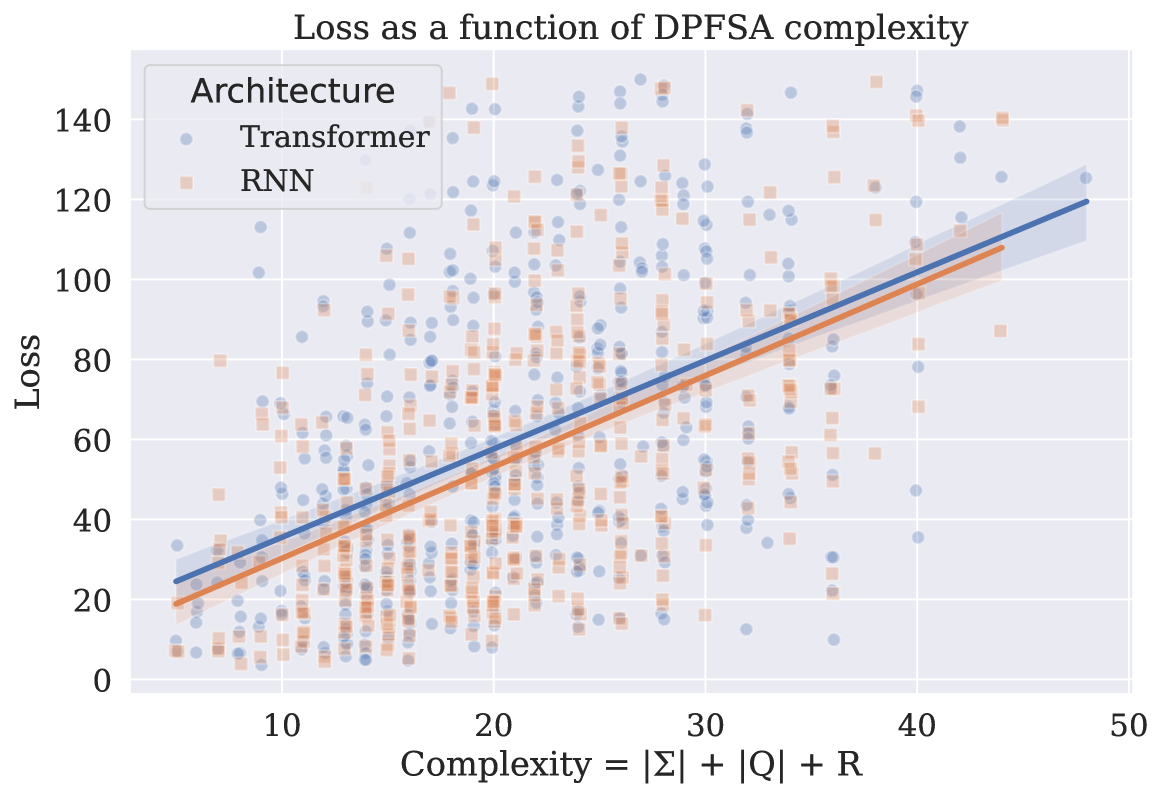 Loss as a function of DPFSA complexity
Architecture
Transformer
RNN
140
120
100
80
60
40
20
0
Loss
10 20 30 40 50
Complexity = |Σ| + |Q| + R